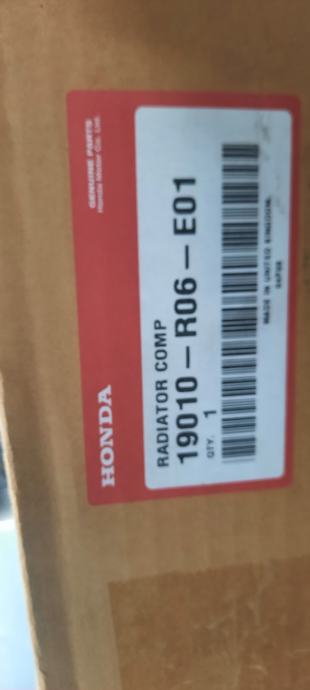 HONDA
GENUINE PARTS
Honda Motor Co. Ltd.
RADIATOR COMP
19010-R06-E01
QTY. 1
MADE IN UNITED KINGDOM,